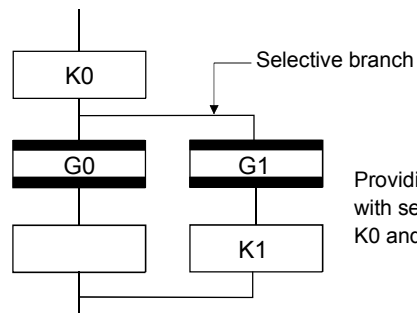 K0
Selective branch
G0
G1
Providi
with se
K0 and
K1